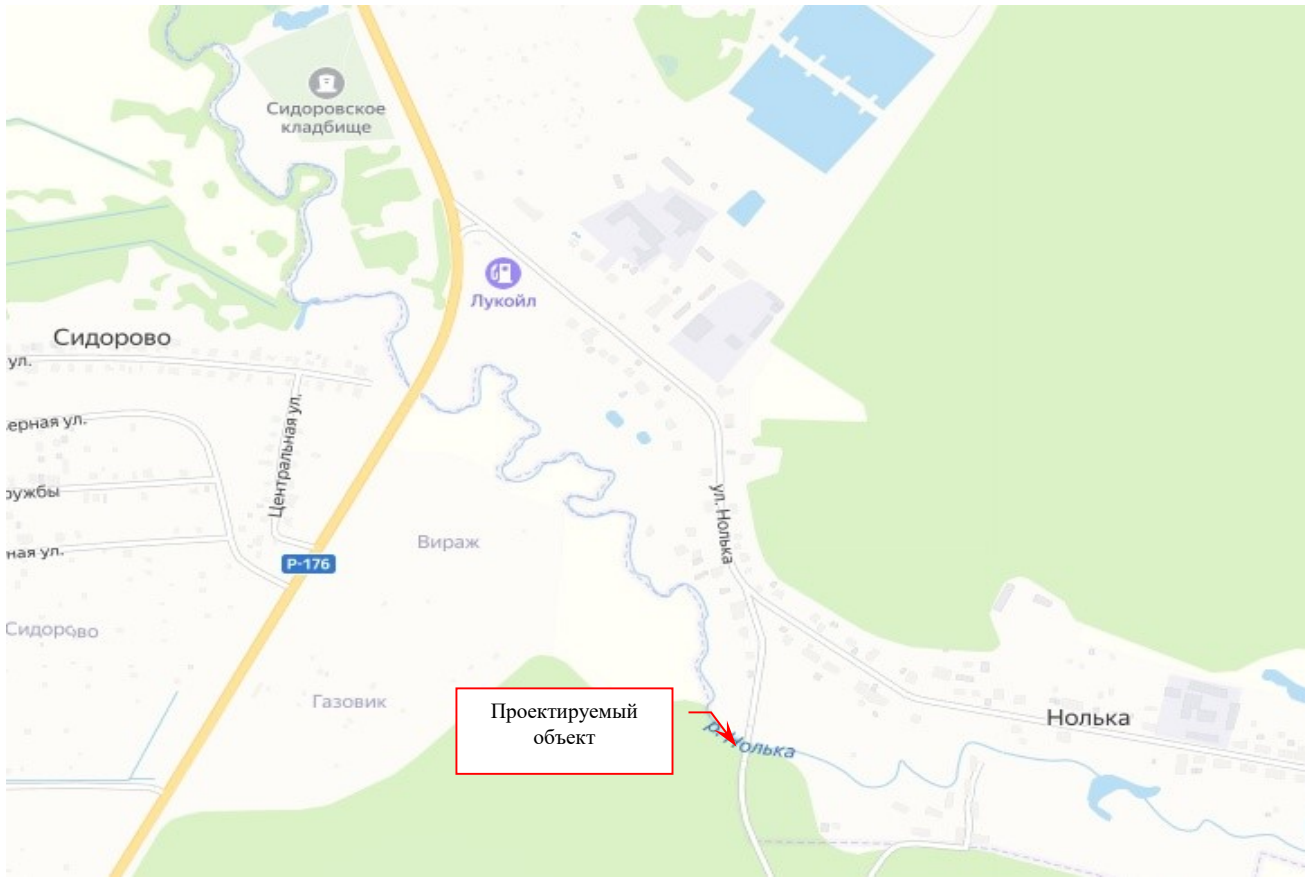 Сидоровское
кладбище
Лукойл
Сидорово
ул.
ерная ул.
Центральная ул.
ружбы
ная ул.
Р-176
Вираж
ул. Нолька
Сидорово
Газовик
Проектируемый
объект
р. Нолька
Нолька